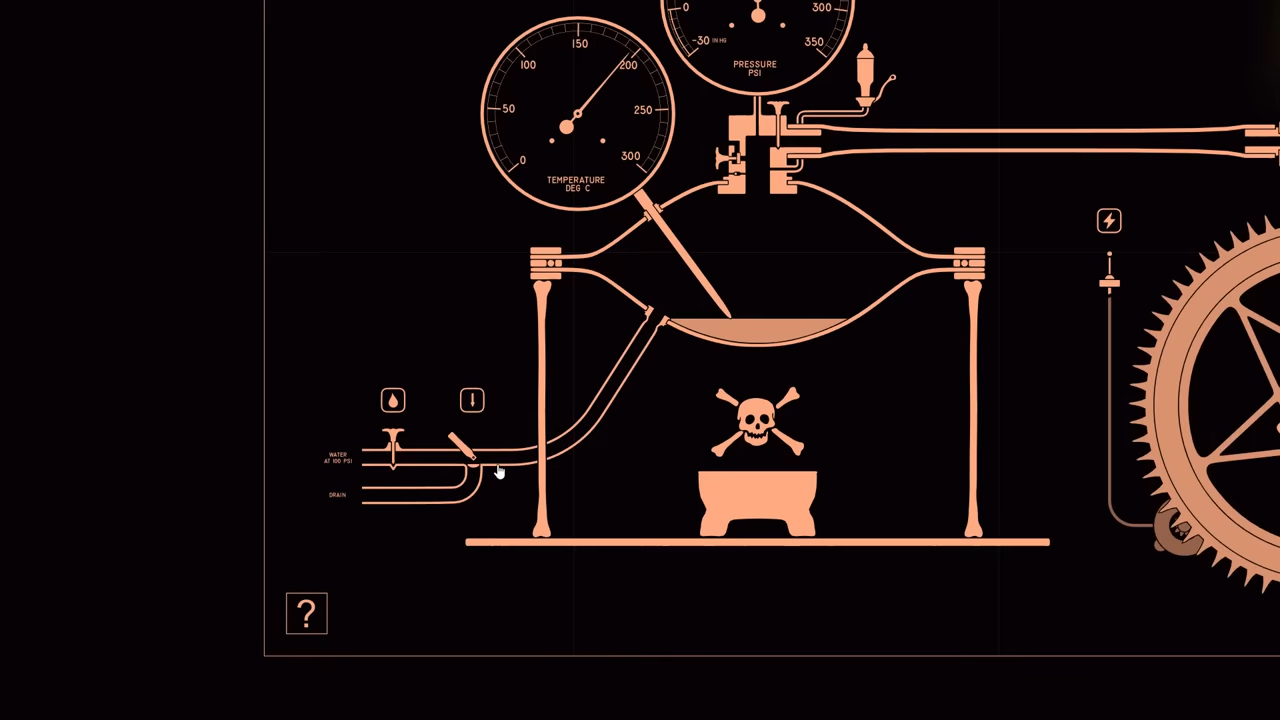 0
300
-30 IN HG
350
PRESSURE
PSI
150
100
200
50
250
0
300
TEMPERATURE
DEG C
WATER
AT 100 PSI
DRAIN
?